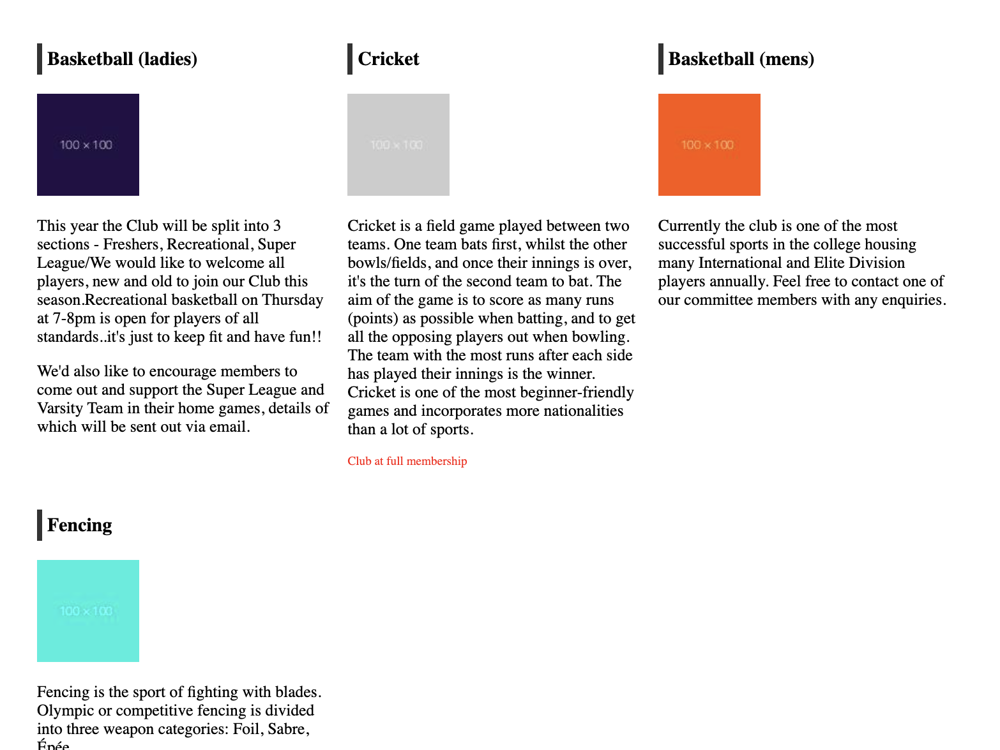 Basketball (ladies)
100 × 100
This year the Club will be split into 3
sections - Freshers, Recreational, Super
League/We would like to welcome all
players, new and old to join our Club this
season.Recreational basketball on Thursday
at 7-8pm is open for players of all
standards..it's just to keep fit and have fun!!
We'd also like to encourage members to
come out and support the Super League and
Varsity Team in their home games, details of
which will be sent out via email.
Cricket
100 × 100
Cricket is a field game played between two
teams. One team bats first, whilst the other
bowls/fields, and once their innings is over,
it's the turn of the second team to bat. The
aim of the game is to score as many runs
(points) as possible when batting, and to get
all the opposing players out when bowling.
The team with the most runs after each side
has played their innings is the winner.
Cricket is one of the most beginner-friendly
games and incorporates more nationalities
than a lot of sports.
Club at full membership
Basketball (mens)
100 × 100
Currently the club is one of the most
successful sports in the college housing
many International and Elite Division
players annually. Feel free to contact one of
our committee members with any enquiries.
Fencing
100 × 100
Fencing is the sport of fighting with blades.
Olympic or competitive fencing is divided
into three weapon categories: Foil, Sabre,
Épée